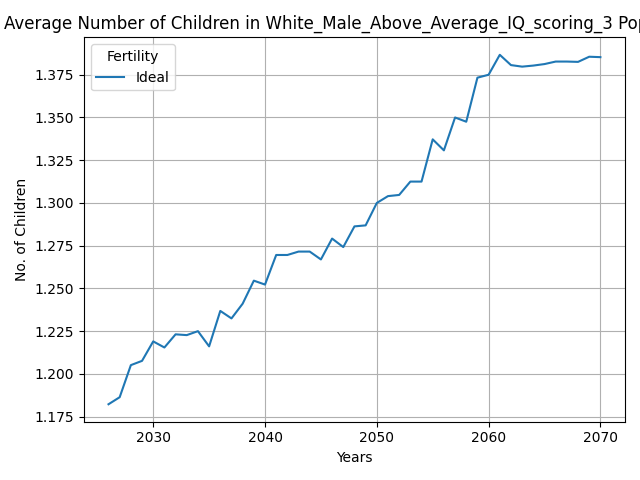 Average Number of Children in White_Male_Above_Average_IQ_scoring_3 Po
Fertility
Ideal
1.375
1.350
1.325
1.300
1.275
1.250
1.225
1.200
1.175
No. of Children
2030 2040 2050 2060 2070
Years